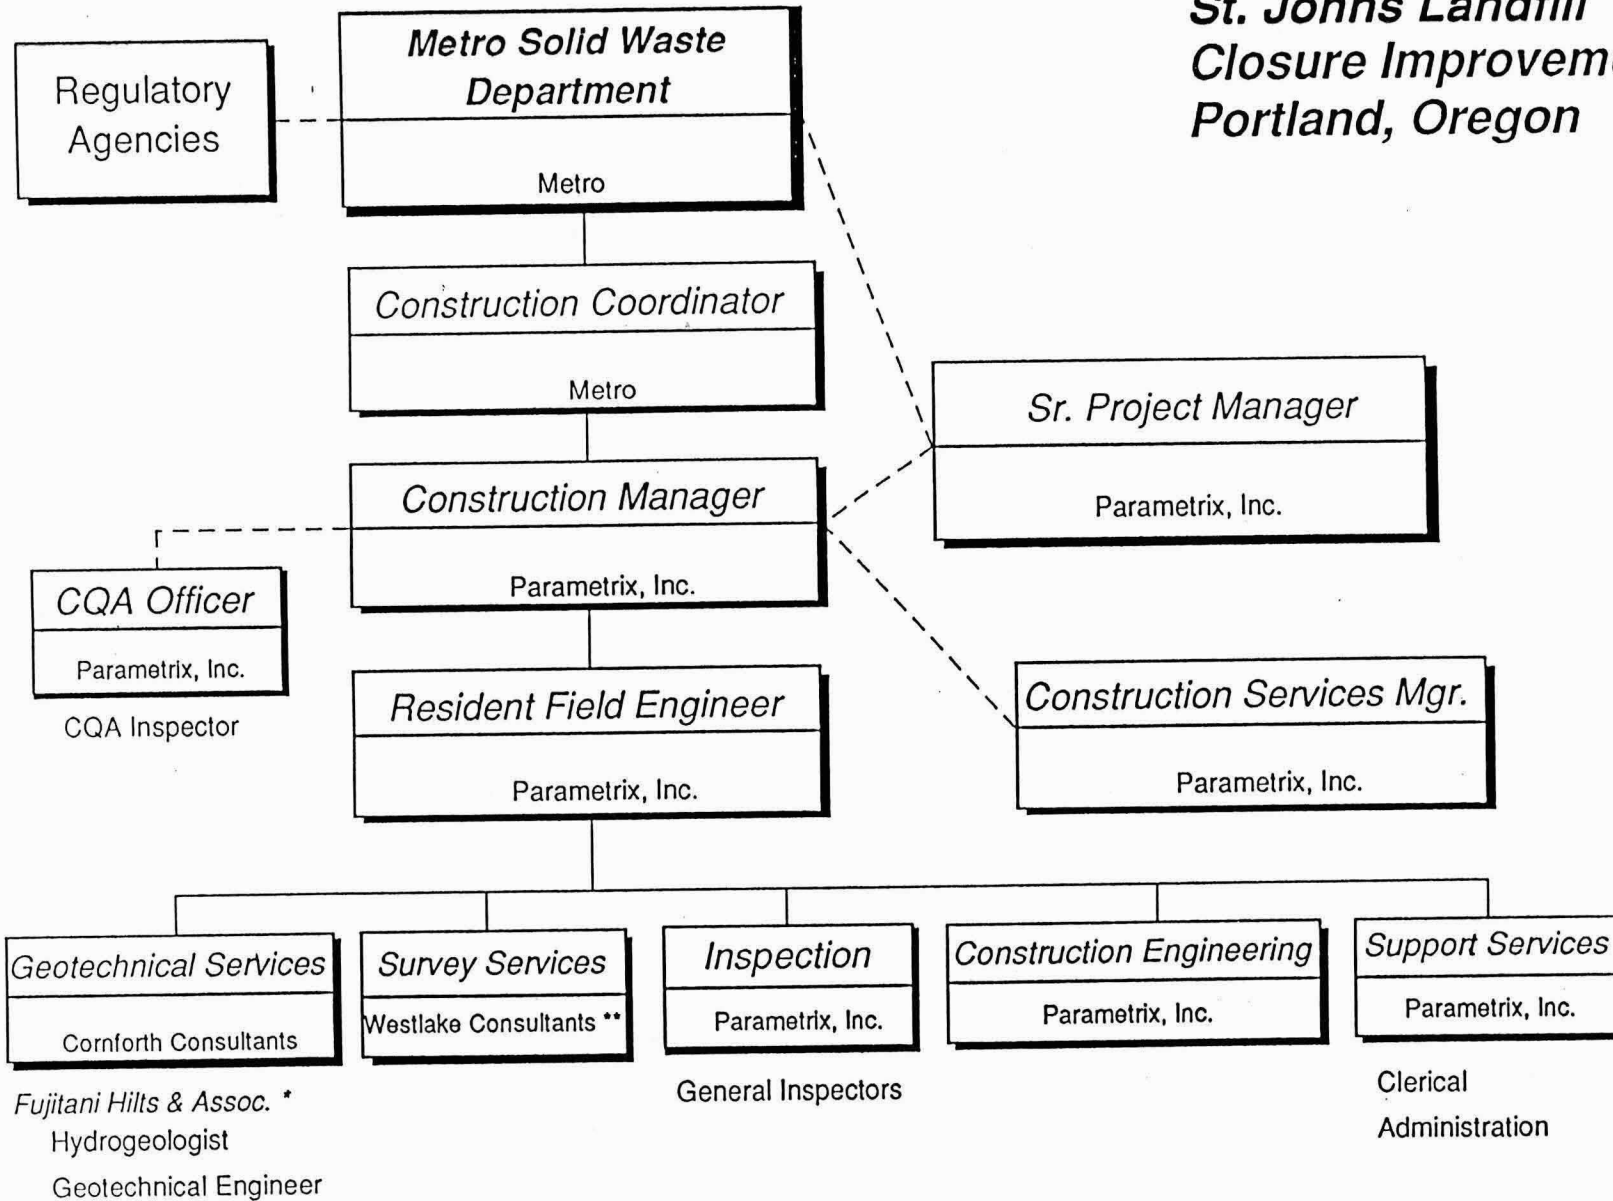 St. Johns Landfill
Closure
Portland, Oregon
Metro Solid Waste
Department
Metro
Regulatory
Agencies
Construction Coordinator
Metro
Sr. Project Manager
Parametrix, Inc.
Construction Manager
Parametrix, Inc.
CQA Officer
Parametrix, Inc.
CQA Inspector
Resident Field Engineer
Parametrix, Inc.
Construction Services Mgr.
Parametrix, Inc.
Geotechnical Services
Cornforth Consultants
Fujitani Hilts & Assoc. *
Hydrogeologist
Geotechnical Engineer
Survey Services
Westlake Consultants **
Inspection
Parametrix, Inc.
General Inspectors
Construction Engineering
Parametrix, Inc.
Support Services
Parametrix, Inc.
Clerical
Administration